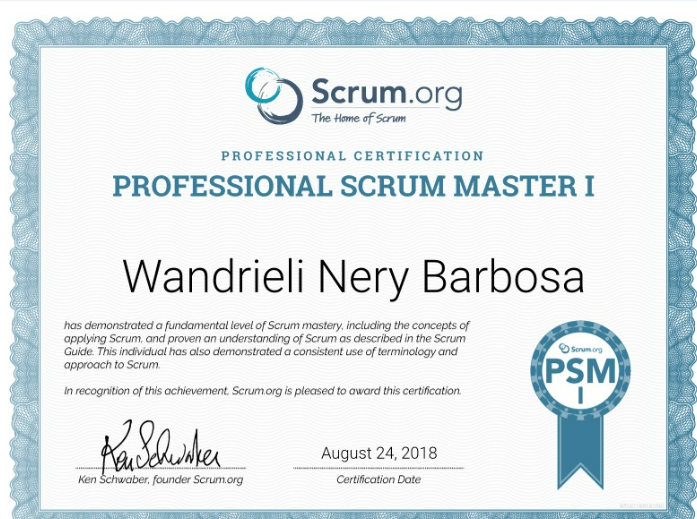 Scrum.org
The Home of Scrum
PROFESSIONAL CERTIFICATION
PROFESSIONAL SCRUM MASTER I
Wandrieli Nery Barbosa
has demonstrated a fundamental level of Scrum mastery, including the concepts of
applying Scrum, and proven an understanding of Scrum as described in the Scrum
Guide. This individual has also demonstrated a consistent use of terminology and
approach to Scrum.
In recognition of this achievement, Scrum.org is pleased to award this certification.
Scrum.org
PSM
I
Ken Schwaber
August 24, 2018
Ken Schwaber, founder Scrum.org
Certification Date